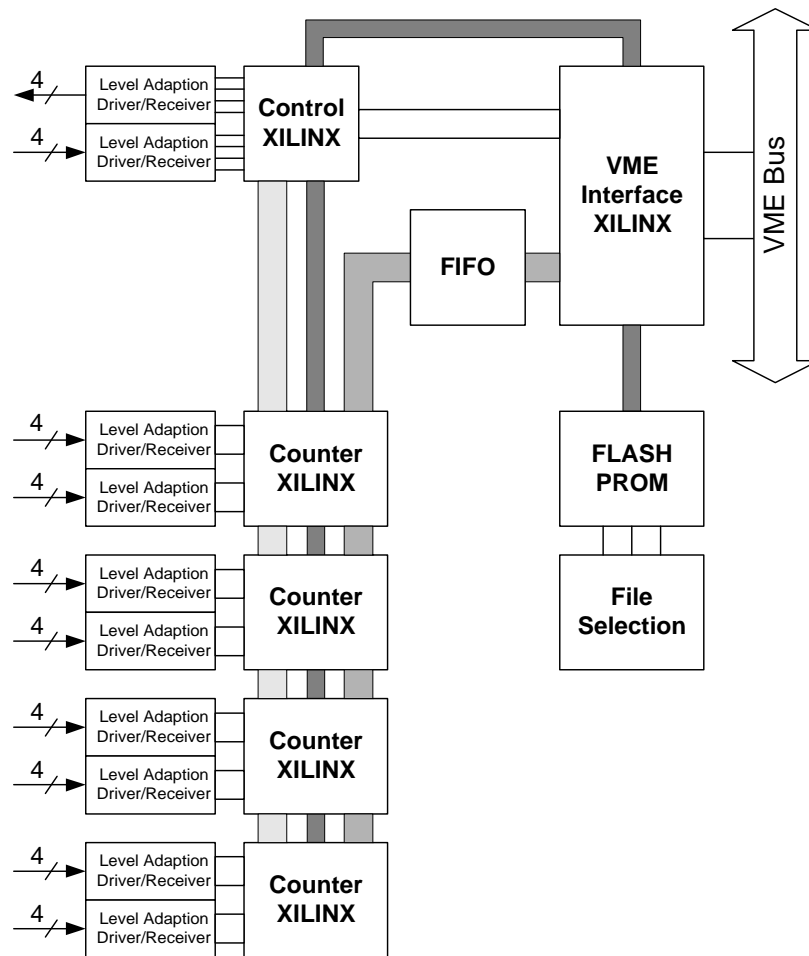 4
Level Adaption
Driver/Receiver
4
Level Adaption
Driver/Receiver
Control
XILINX
VME
Interface
XILINX
VME Bus
FIFO
4
Level Adaption
Driver/Receiver
4
Level Adaption
Driver/Receiver
Counter
XILINX
FLASH
PROM
4
Level Adaption
Driver/Receiver
4
Level Adaption
Driver/Receiver
Counter
XILINX
File
Selection
4
Level Adaption
Driver/Receiver
4
Level Adaption
Driver/Receiver
Counter
XILINX
4
Level Adaption
Driver/Receiver
4
Level Adaption
Driver/Receiver
Counter
XILINX